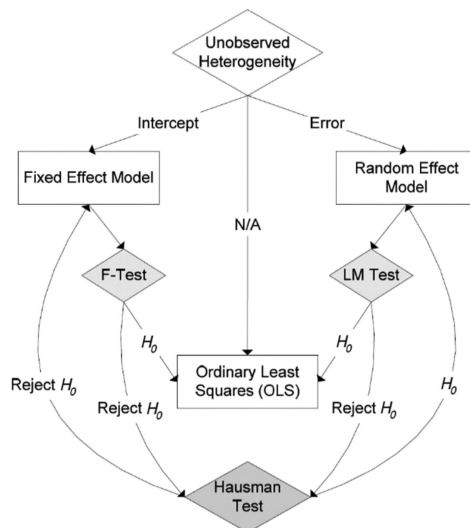 Unobserved
Heterogeneity
Intercept
Error
Fixed Effect Model
Random Effect
Model
N/A
F-Test
LM Test
H₀
H₀
Ordinary Least
Squares (OLS)
Reject H₀
Reject H₀
Reject H₀
H₀
Hausman
Test